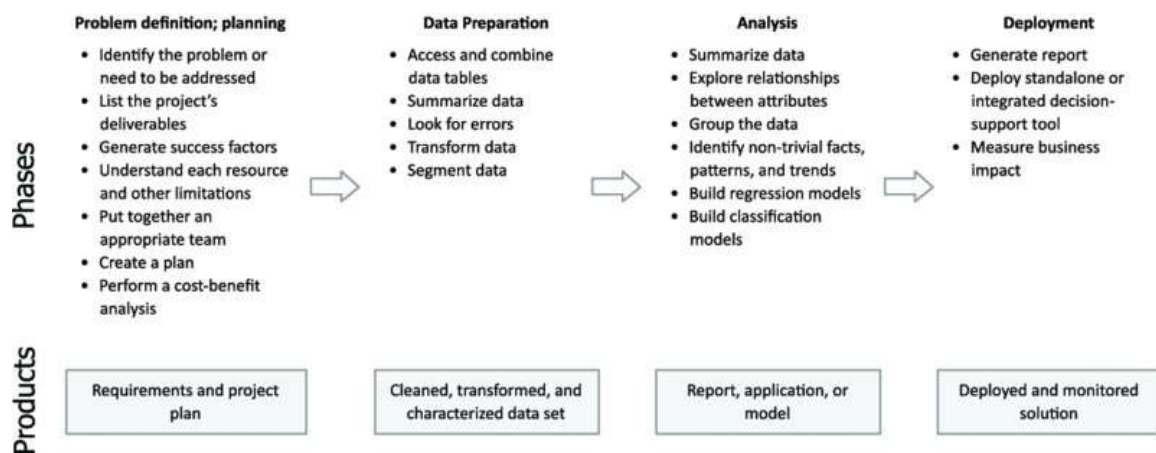 Phases
Problem definition; planning
• Identify the problem or
need to be addressed
• List the project's
deliverables
• Generate success factors
• Understand each resource
and other limitations
• Put together an
appropriate team
• Create a plan
• Perform a cost-benefit
analysis
Data Preparation
• Access and combine
data tables
• Summarize data
• Look for errors
• Transform data
• Segment data
Analysis
• Summarize data
• Explore relationships
between attributes
• Group the data
• Identify non-trivial facts,
patterns, and trends
• Build regression models
• Build classification
models
Deployment
• Generate report
• Deploy standalone or
integrated decision-
support tool
• Measure business
impact
Products
Requirements and project
plan
Cleaned, transformed, and
characterized data set
Report, application, or
model
Deployed and monitored
solution